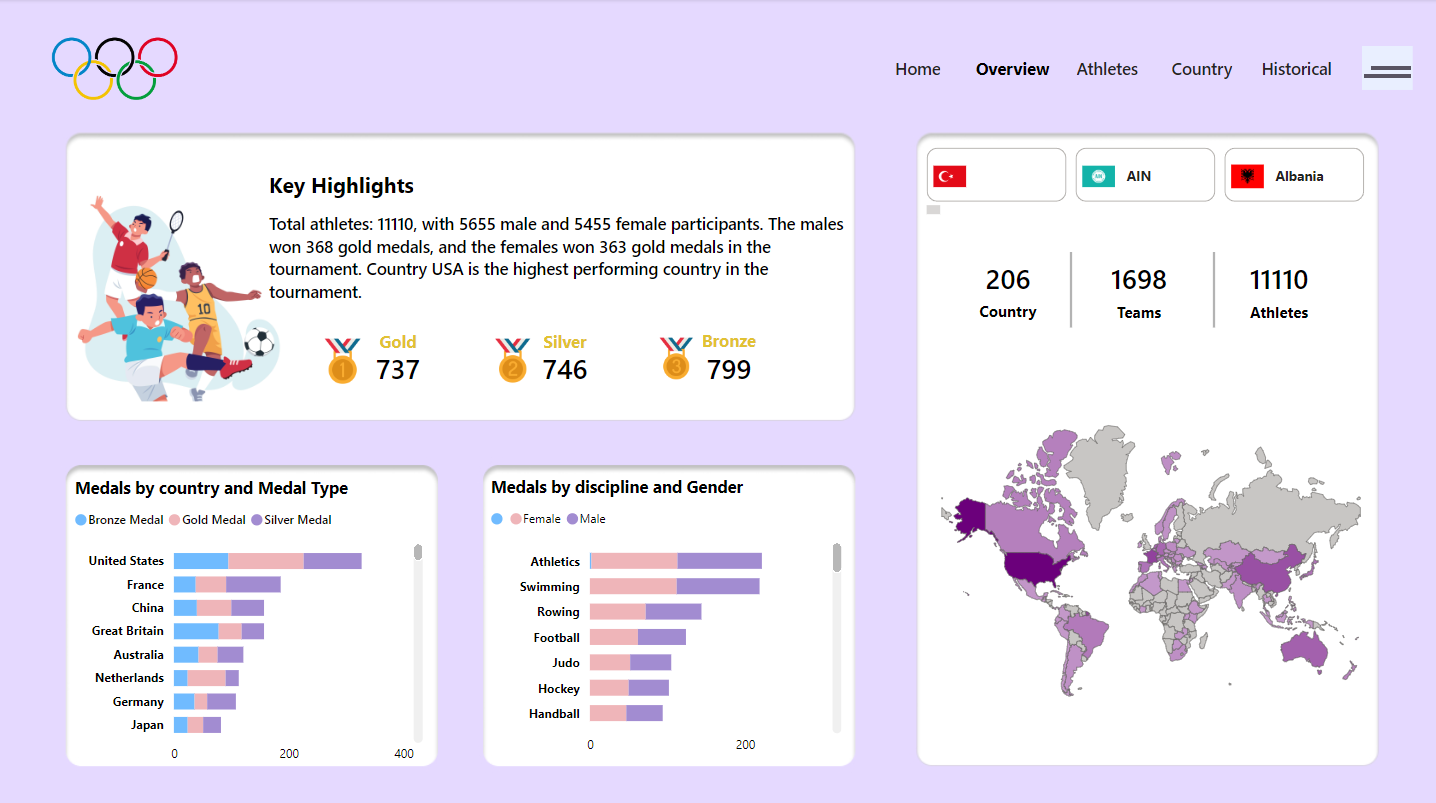 Home Overview Athletes Country Historical
Key Highlights
Total athletes: 11110, with 5655 male and 5455 female participants. The males
won 368 gold medals, and the females won 363 gold medals in the
tournament. Country USA is the highest performing country in the
tournament.
10
1 Gold
737
2 Silver
746
3 Bronze
799
AIN AIN Albania
206 1698 11110
Country Teams Athletes
Medals by country and Medal Type
Bronze Medal Gold Medal Silver Medal
United States
France
China
Great Britain
Australia
Netherlands
Germany
Japan
0 200 400
Medals by discipline and Gender
Female Male
Athletics
Swimming
Rowing
Football
Judo
Hockey
Handball
0 200